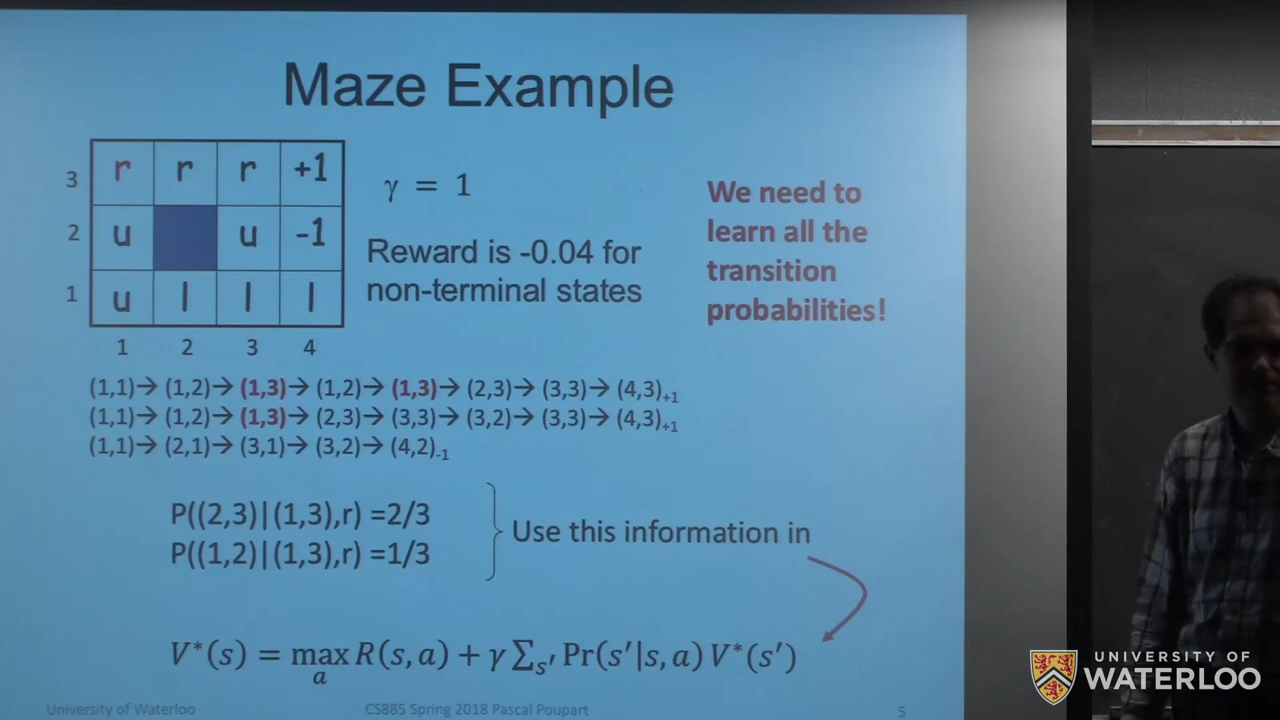 Maze Example
3 r r r +1
2 u u -1
1 u l l l
1 2 3 4
γ = 1
Reward is -0.04 for
non-terminal states
We need to
learn all the
transition
probabilities!
(1,1)→ (1,2)→ (1,3)→ (1,2)→ (1,3)→ (2,3)→ (3,3)→ (4,3)+1
(1,1)→ (1,2)→ (1,3)→ (2,3)→ (3,3)→ (3,2)→ (3,3)→ (4,3)+1
(1,1)→ (2,1)→ (3,1)→ (3,2)→ (4,2)-1
P((2,3)|(1,3),r) =2/3
P((1,2)|(1,3),r) =1/3
Use this information in
V*(s) = max_a R(s, a) + γ Σ_s′ Pr(s′|s, a) V*(s′)
University of Waterloo CS885 Spring 2018 Pascal Poupart 5
UNIVERSITY OF
WATERLOO